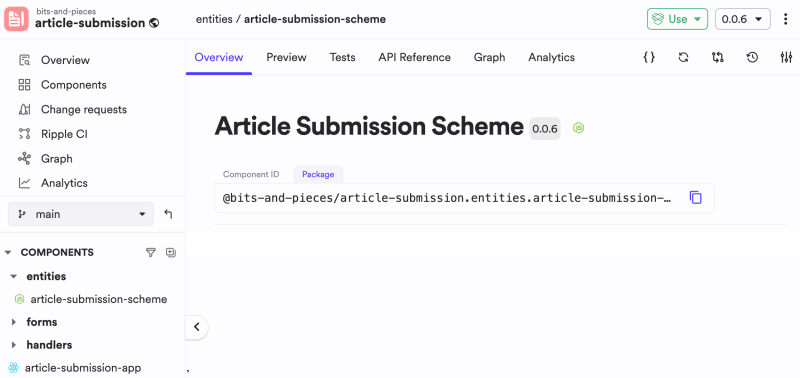 bits-and-pieces
article-submission
entities / article-submission-scheme
Use
0.0.6
Overview
Components
Change requests
Ripple CI
Graph
Analytics
main
COMPONENTS
entities
article-submission-scheme
forms
handlers
article-submission-app
Overview Preview Tests API Reference Graph Analytics
Article Submission Scheme 0.0.6
Component ID Package
@bits-and-pieces/article-submission.entities.article-submission-…